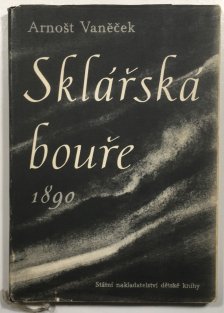 Arnošt Vaněček
Sklářská
bouře
1890
Státní nakladatelství dětské knihy